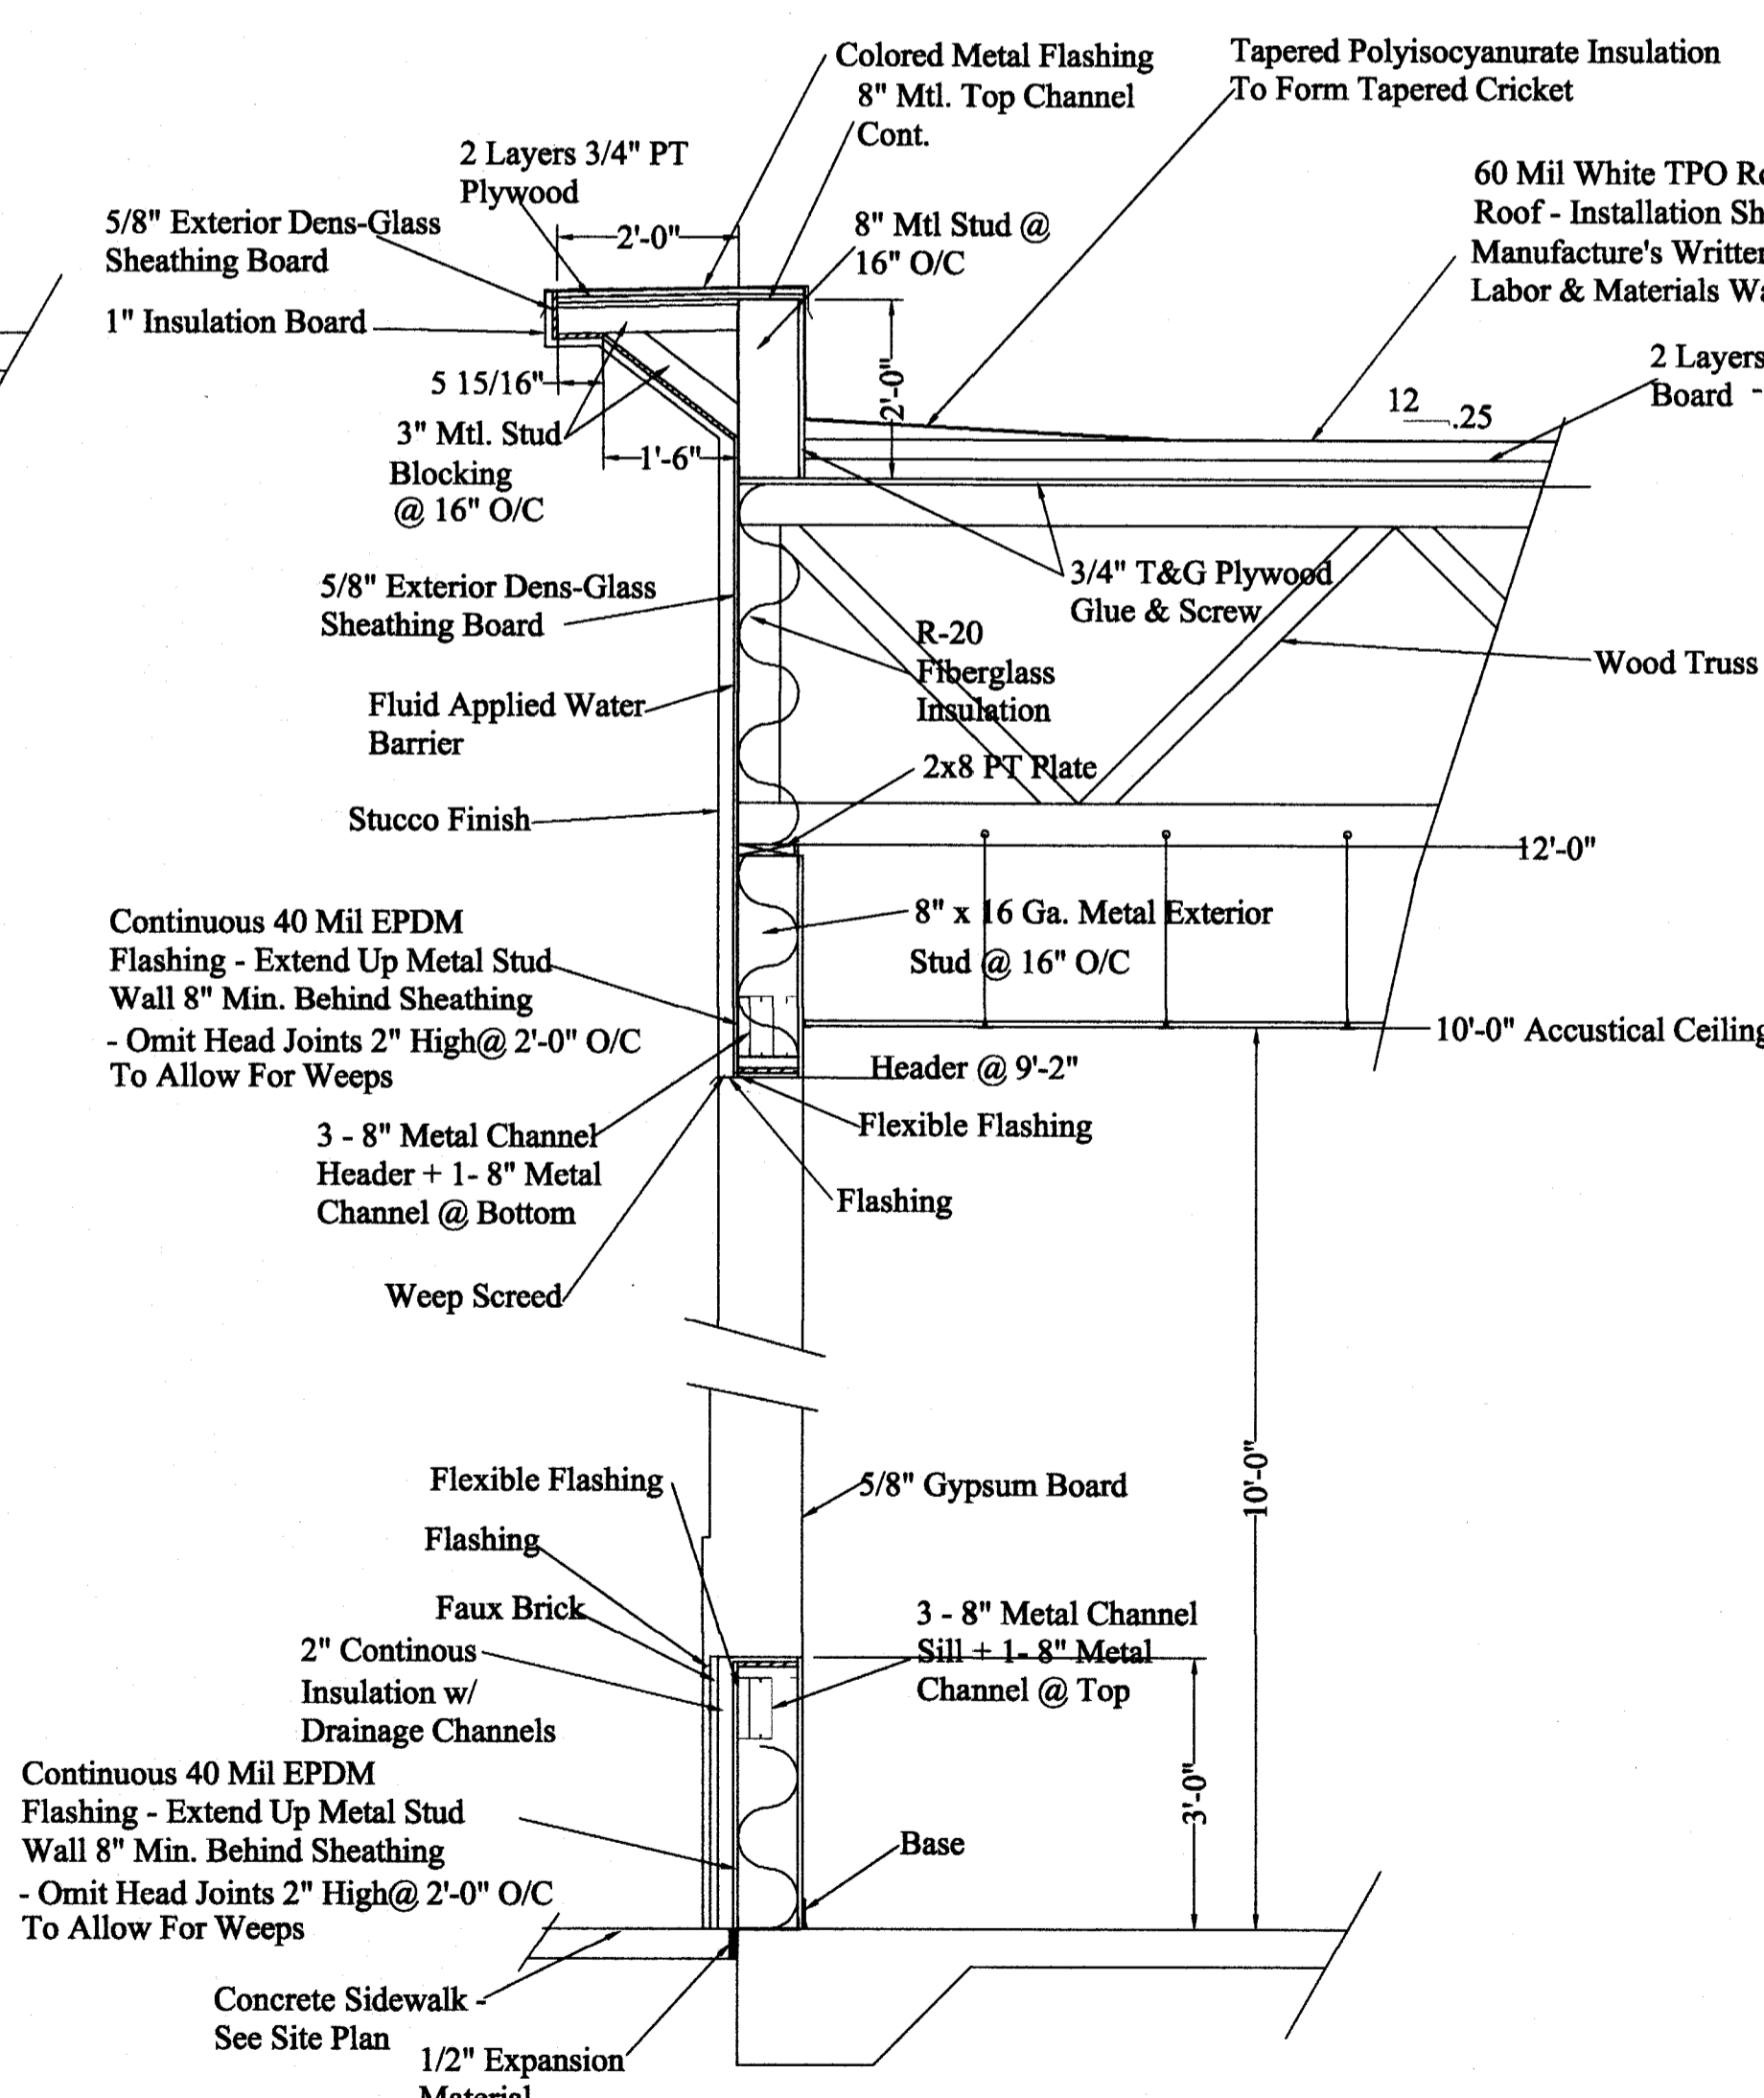 Colored Metal Flashing
8" Mtl. Top Channel
Cont.
Tapered Polyisocyanurate Insulation
To Form Tapered Cricket
2 Layers 3/4" PT
Plywood
60 Mil White TPO
Roof - Installation
Manufacture's
Labor & Materials
5/8" Exterior Dens-Glass
Sheathing Board
2'-0"
8" Mtl Stud @
16" O/C
1" Insulation Board
2 Layers
Board -
5 15/16"
2'-0"
12
.25
3" Mtl. Stud
Blocking
@ 16" O/C
1'-6"
5/8" Exterior Dens-Glass
Sheathing Board
3/4" T&G Plywood
Glue & Screw
R-20
Fiberglass
Insulation
Wood Truss
Fluid Applied Water
Barrier
2x8 PT Plate
Stucco Finish
12'-0"
Continuous 40 Mil EPDM
Flashing - Extend Up Metal Stud
Wall 8" Min. Behind Sheathing
- Omit Head Joints 2" High@ 2'-0" O/C
To Allow For Weeps
8" x 16 Ga. Metal Exterior
Stud @ 16" O/C
10'-0" Accustical Ceiling
Header @ 9'-2"
Flexible Flashing
3 - 8" Metal Channel
Header + 1- 8" Metal
Channel @ Bottom
Flashing
Weep Screed
Flexible Flashing
5/8" Gypsum Board
10'-0"
Flashing
Faux Brick
2" Continous
Insulation w/
Drainage Channels
3 - 8" Metal Channel
Sill + 1- 8" Metal
Channel @ Top
Continuous 40 Mil EPDM
Flashing - Extend Up Metal Stud
Wall 8" Min. Behind Sheathing
- Omit Head Joints 2" High@ 2'-0" O/C
To Allow For Weeps
3'-0"
Base
Concrete Sidewalk -
See Site Plan
1/2" Expansion
Material